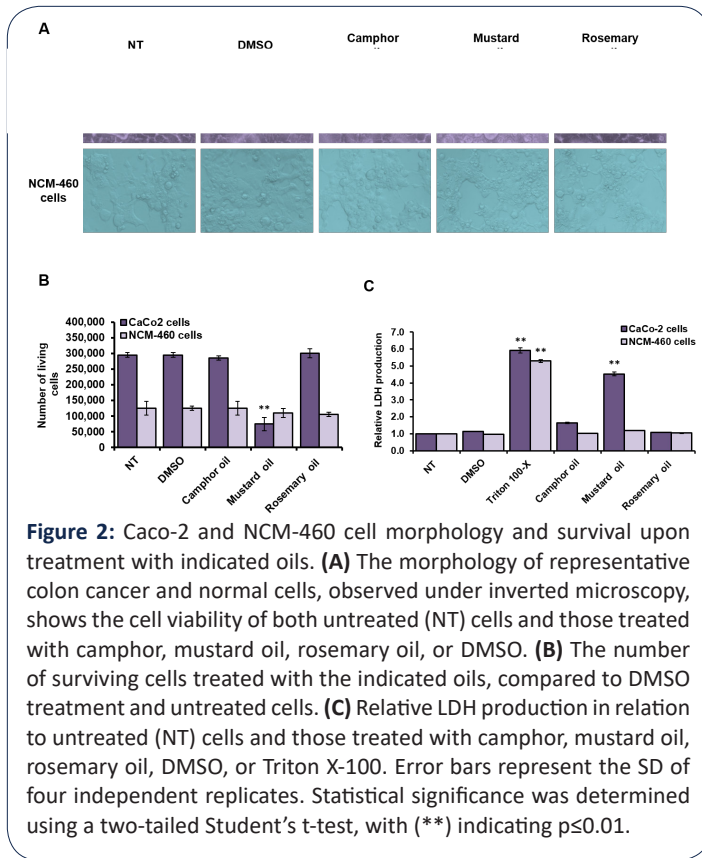 A
NT
DMSO
Camphor
Mustard
Rosemary
NCM-460
cells
B
Number of living
cells
400,000
350,000
300,000
250,000
200,000
150,000
100,000
50,000
0
CaCo2 cells
NCM-460 cells
**
NT
DMSO
Camphor oil
Mustard oil
Rosemary oil
C
Relative LDH production
7.0
6.0
5.0
4.0
3.0
2.0
1.0
CaCo-2 cells
NCM-460 cells
**
**
**
NT
DMSO
Triton 100-X
Camphor oil
Mustard oil
Rosemary oil
Figure 2: Caco-2 and NCM-460 cell morphology and survival upon
treatment with indicated oils. (A) The morphology of representative
colon cancer and normal cells, observed under inverted microscopy,
shows the cell viability of both untreated (NT) cells and those treated
with camphor, mustard oil, rosemary oil, or DMSO. (B) The number
of surviving cells treated with the indicated oils, compared to DMSO
treatment and untreated cells. (C) Relative LDH production in relation
to untreated (NT) cells and those treated with camphor, mustard oil,
rosemary oil, DMSO, or Triton X-100. Error bars represent the SD of
four independent replicates. Statistical significance was determined
using a two-tailed Student's t-test, with (**) indicating p≤0.01.